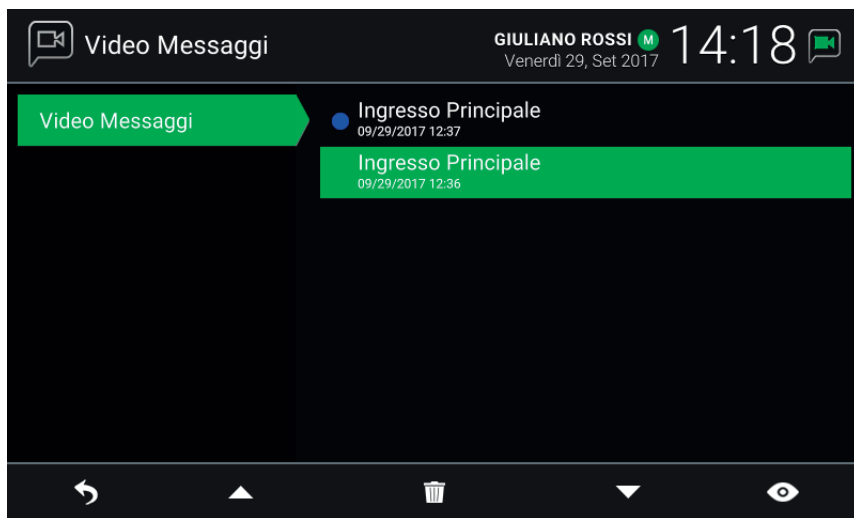 Video Messaggi
GIULIANO ROSSI M
Venerdì 29, Set 2017
14:18
Video Messaggi
Ingresso Principale
09/29/2017 12:37
Ingresso Principale
09/29/2017 12:36